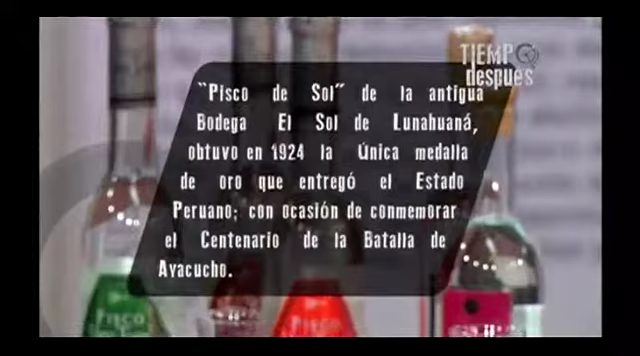 TIEMPO
después
"Pisco de Sol" de la antigua
Bodega El Sol de Lunahuaná,
obtuvo en 1924 la Única medalla
de oro que entregó el Estado
Peruano; con ocasión de conmemorar
el Centenario de la Batalla de
Ayacucho.
Pisco
Pisco